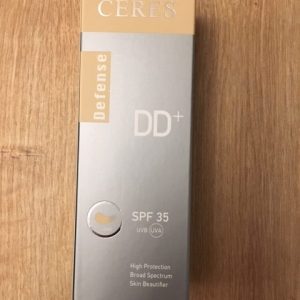 CERES
Defense
DD+
SPF 35
UVB UVA
High Protection
Broad Spectrum
Skin Beautifier